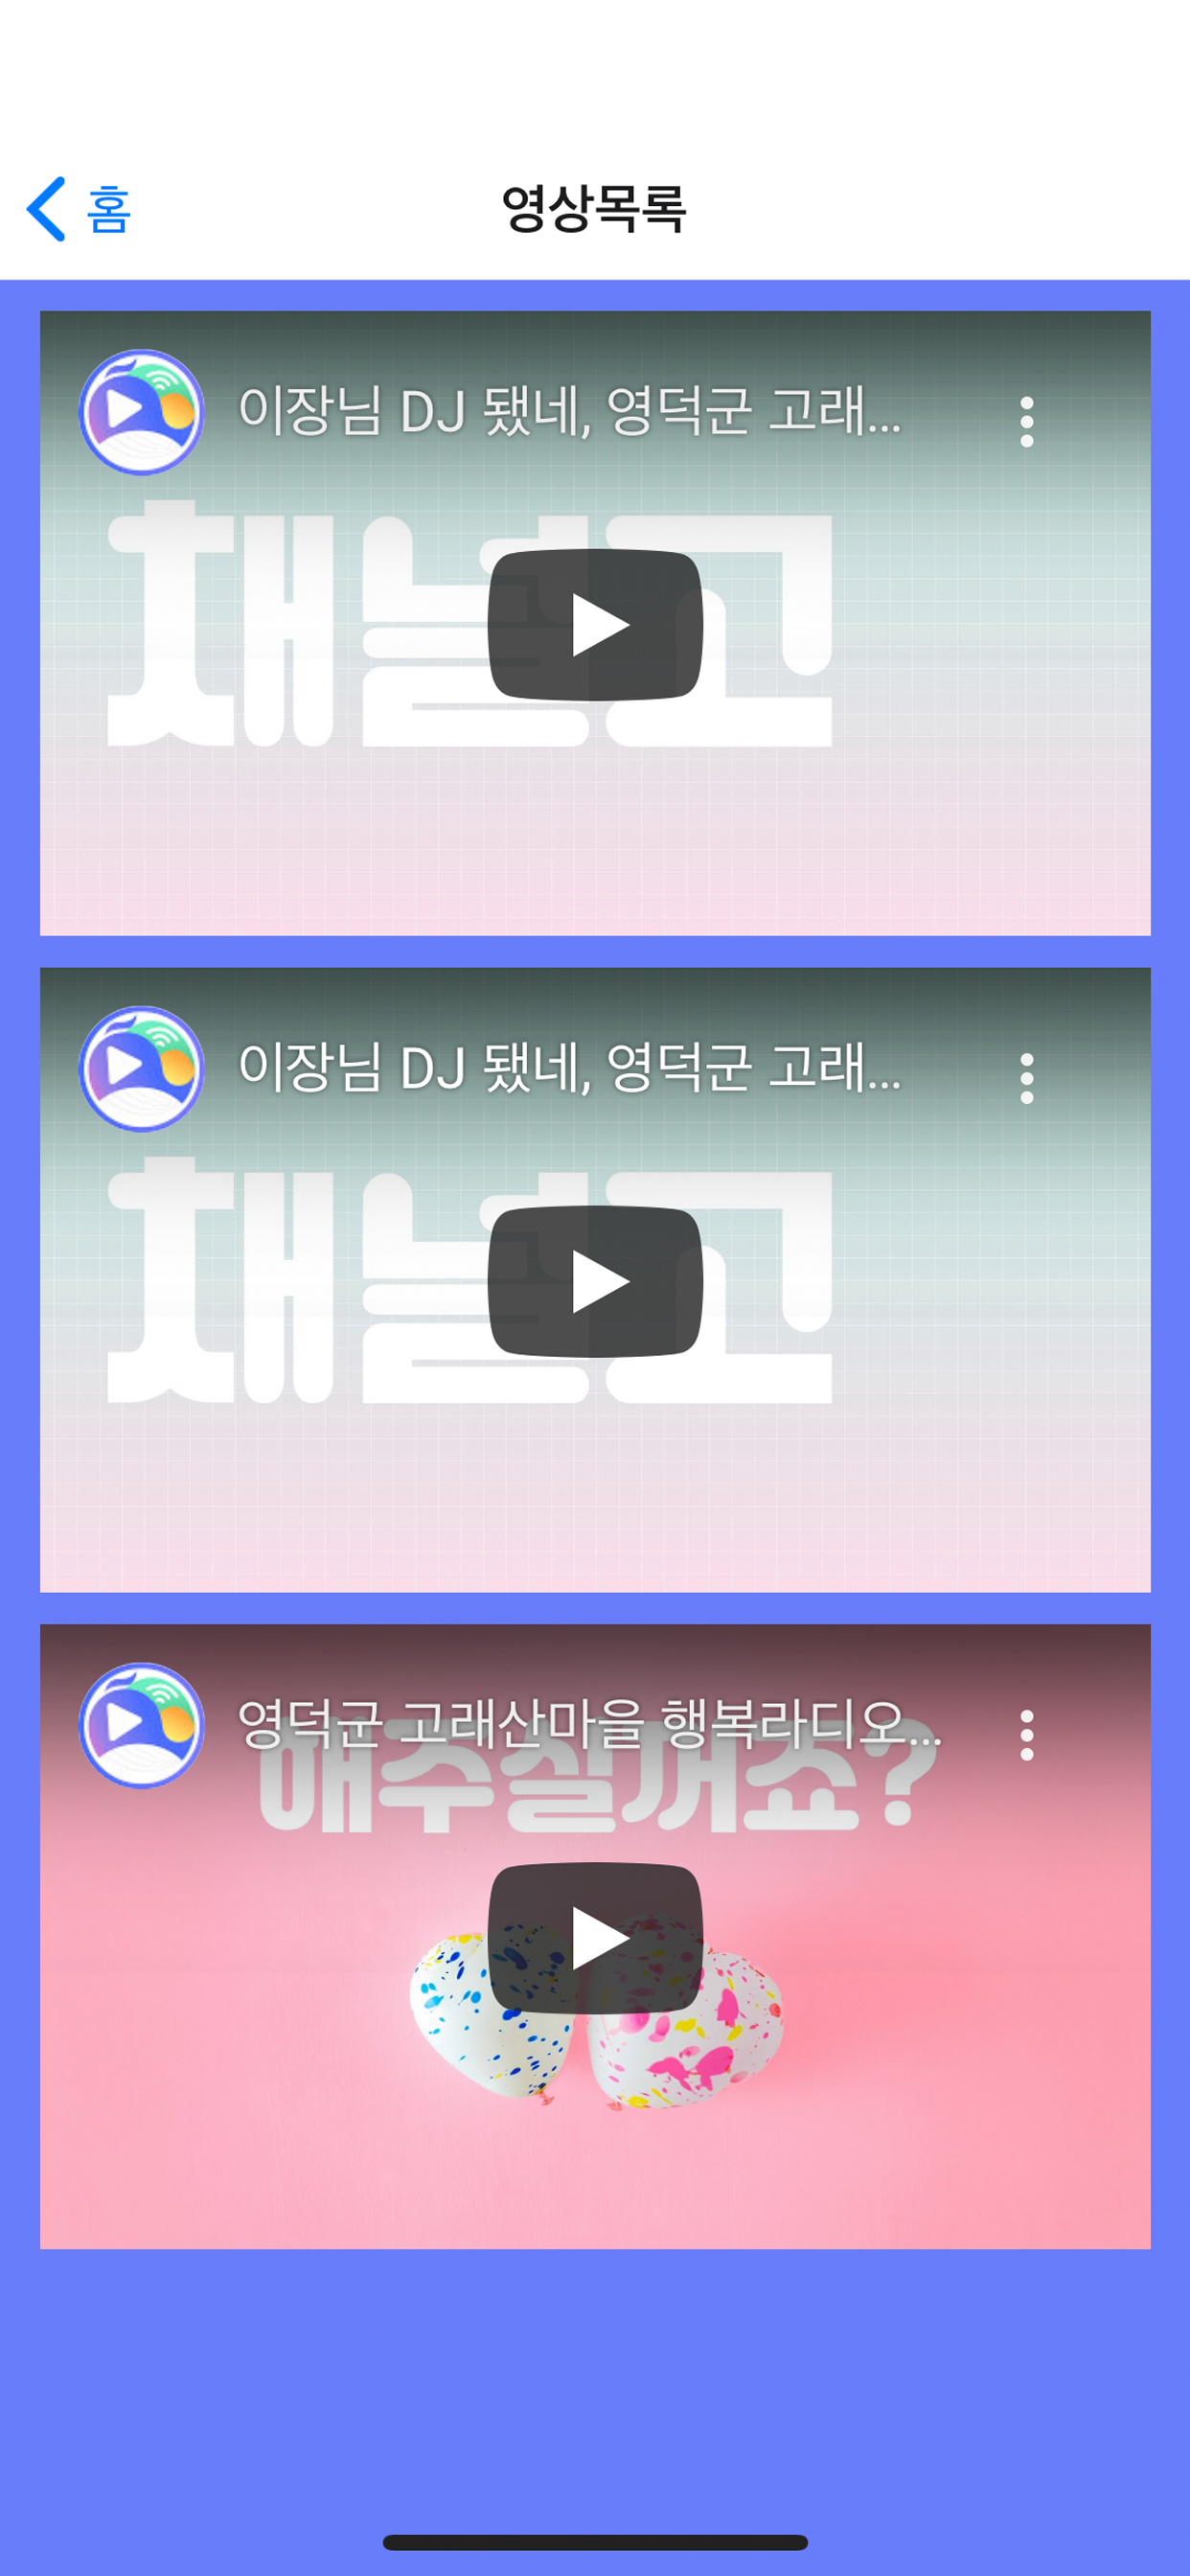 홈
영상목록
이장님 DJ 됐네, 영덕군 고래...
채널고
이장님 DJ 됐네, 영덕군 고래...
채널고
영덕군 고래산마을 행복라디오...
해주실꺼죠?